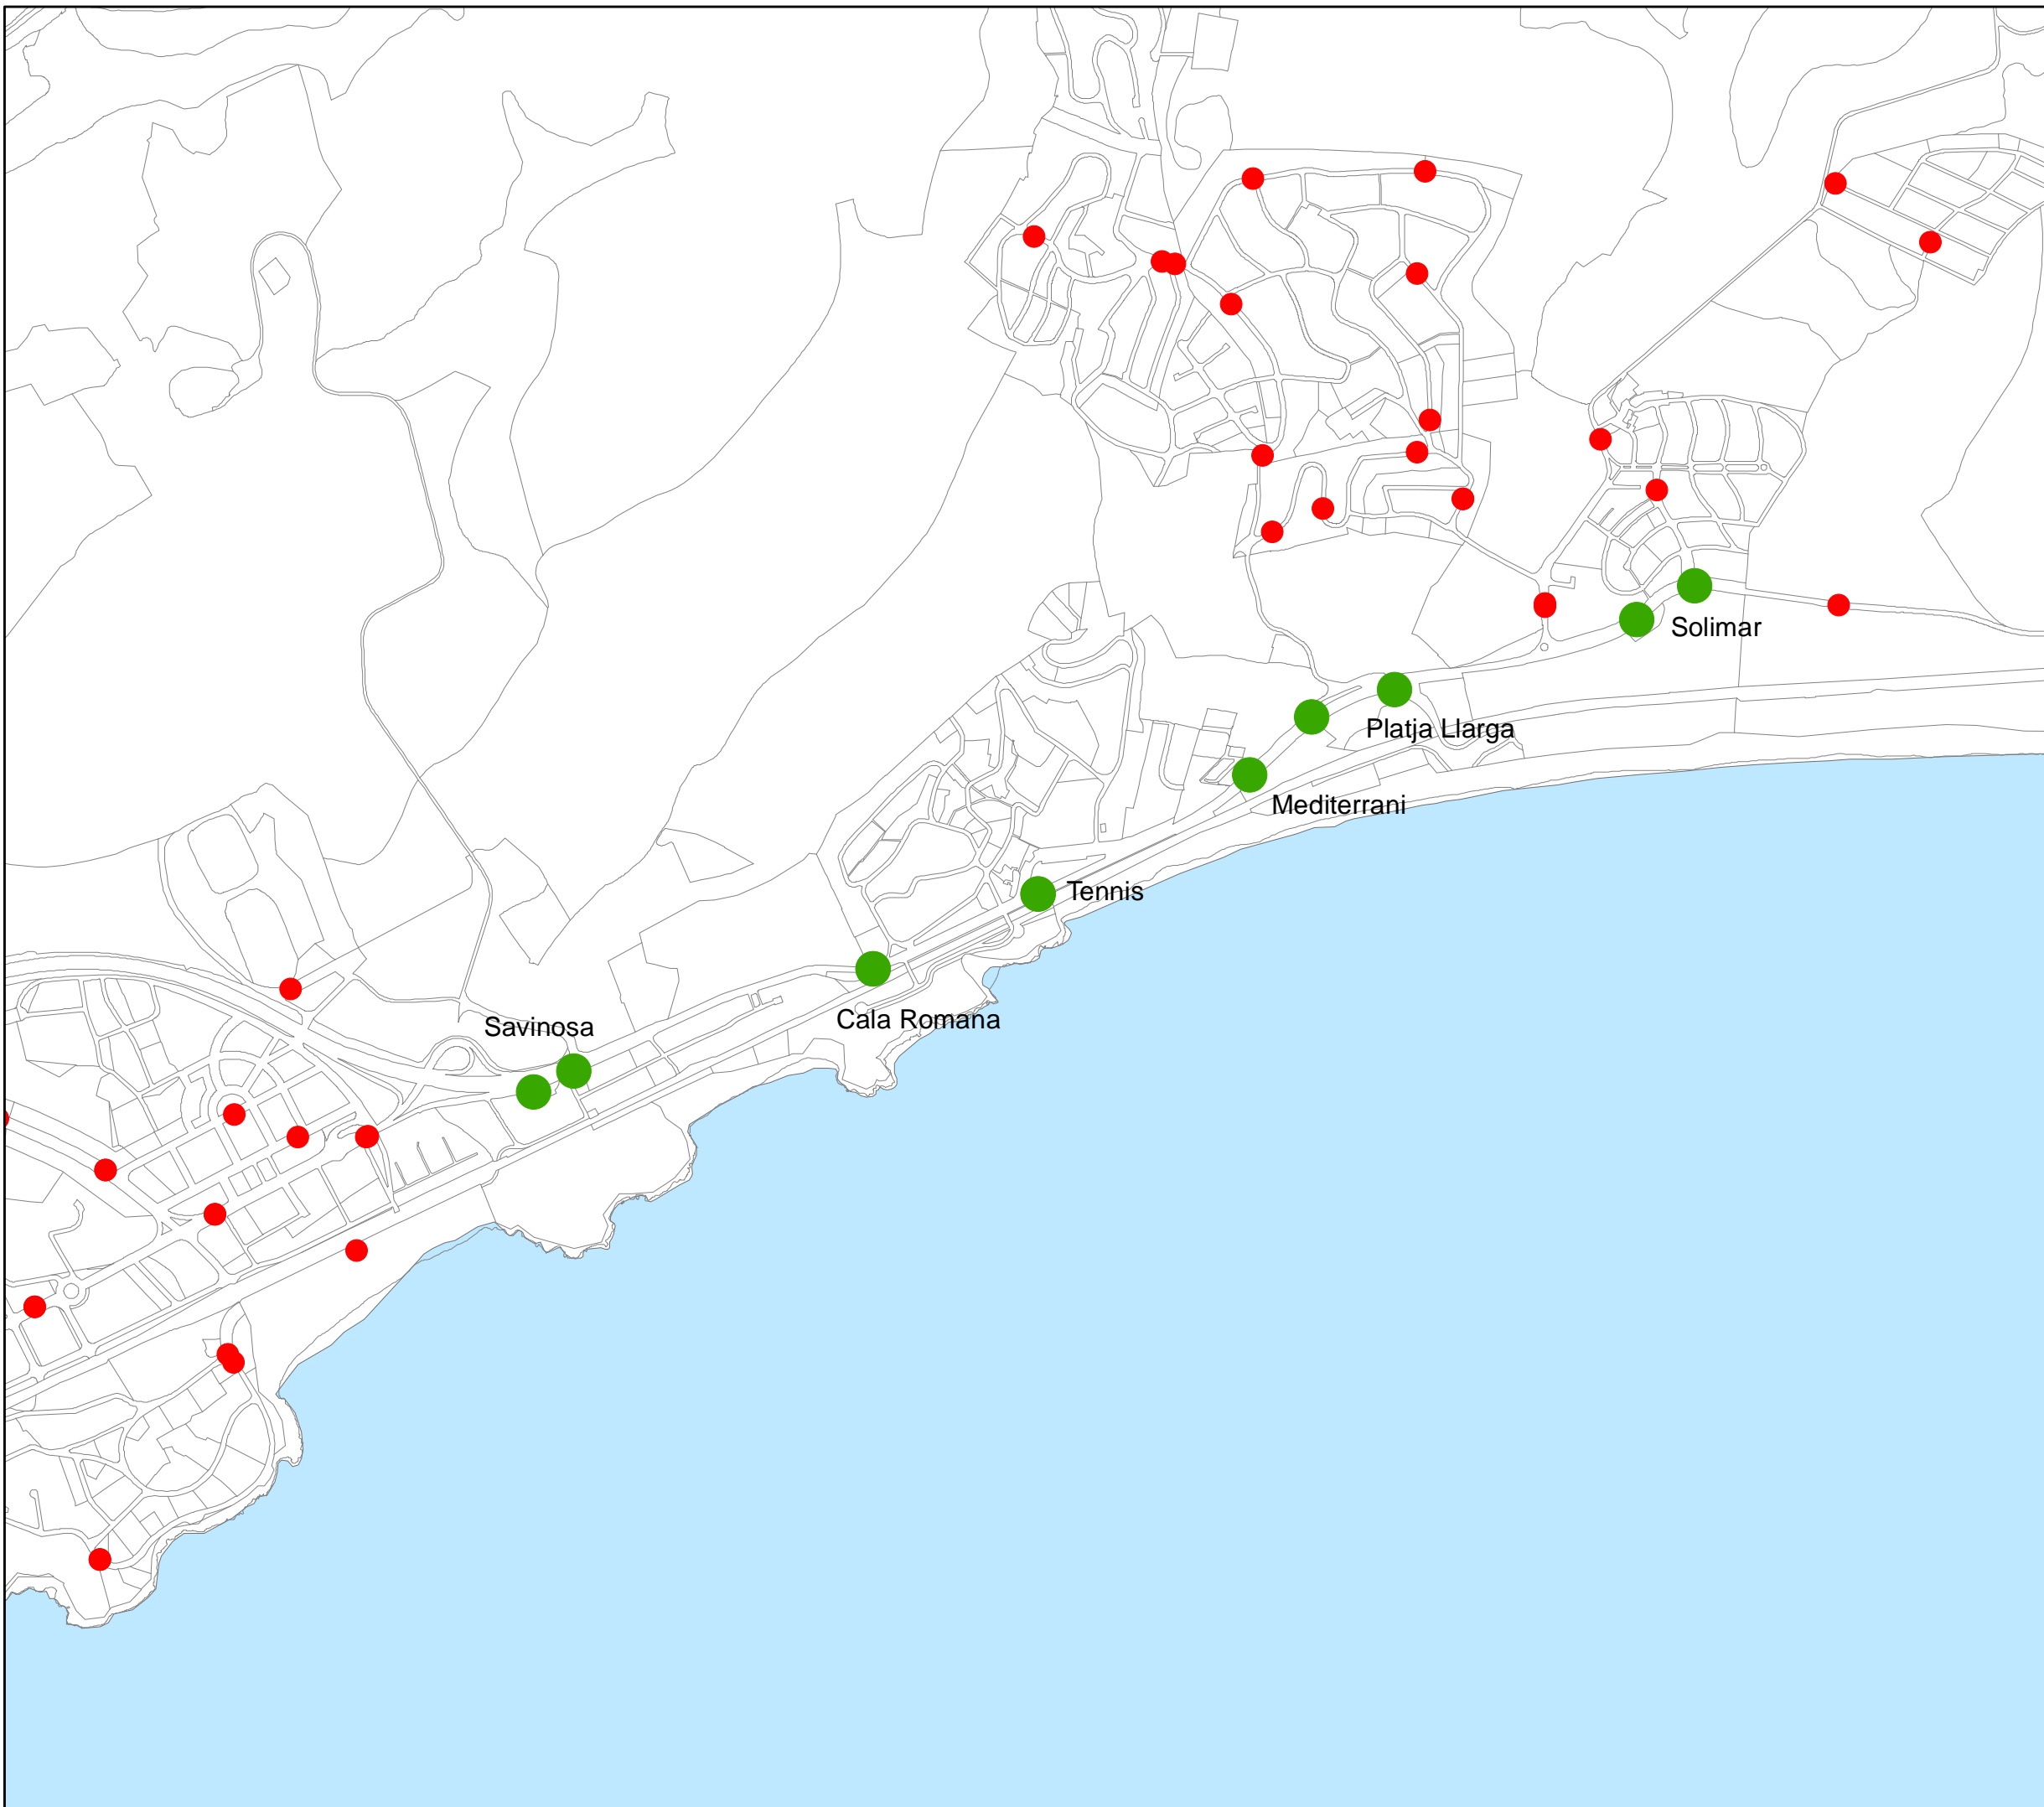 Solimar
Platja Llarga
Mediterrani
Tennis
Cala Romana
Savinosa